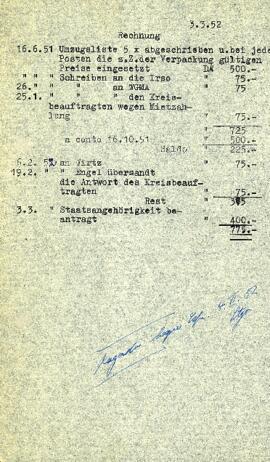 3.3.52
Rechnung
16.6.51 Umzugsliste 5 x abgeschrieben u.bei jede
Posten die z.Z.der Verpackung gültigen
Preise eingesetzt DM 500.-
" " " Schreiben an die Irso " 75.-
26." " " an WGMA " 75
25.1. " " den Kreis-
beauftragten wegen Mietzah-
lung 75.-
725
a conto 16.10.51 " 500.-
Saldo 225.-
6.2. 52 an Virtz 75.-
19.2. " " Engel übersandt
die Antwort des Kreisbeauf-
tragten " 75.-
Rest 375
3.3. " Staatsangehörigkeit be-
antragt " 400.-
775.-